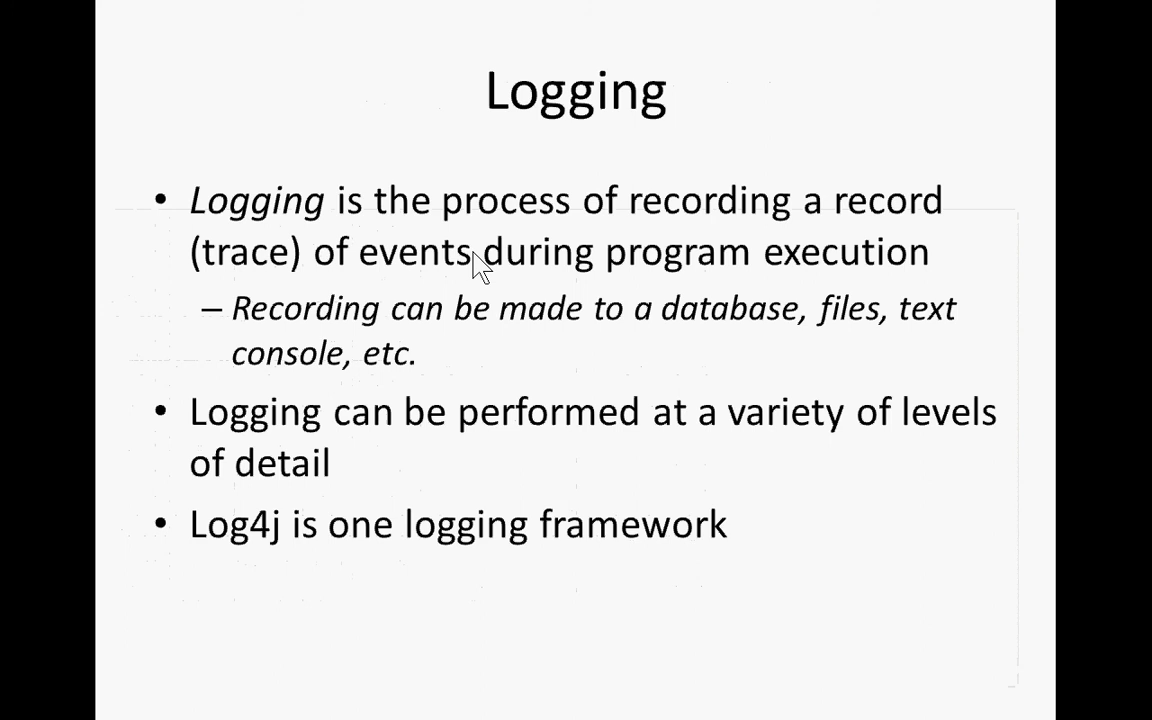 Logging
• Logging is the process of recording a record
(trace) of events during program execution
– Recording can be made to a database, files, text
console, etc.
• Logging can be performed at a variety of levels
of detail
• Log4j is one logging framework